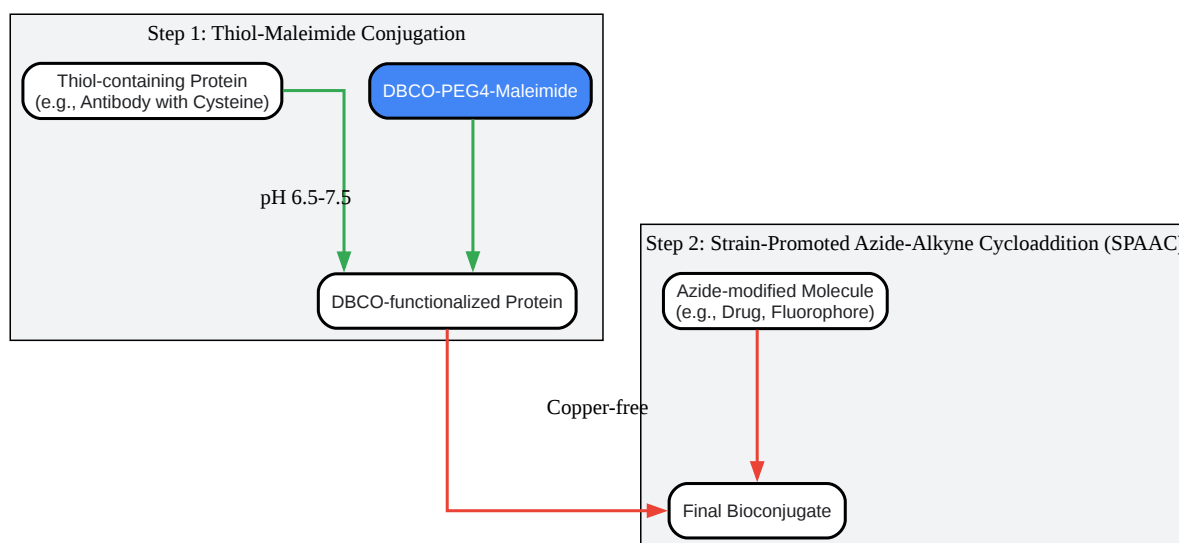 Step 1: Thiol-Maleimide Conjugation
Thiol-containing Protein
(e.g., Antibody with Cysteine)
DBCO-PEG4-Maleimide
pH 6.5-7.5
DBCO-functionalized Protein
Step 2: Strain-Promoted Azide-Alkyne Cycloaddition (SPAAC)
Azide-modified Molecule
(e.g., Drug, Fluorophore)
Copper-free
Final Bioconjugate